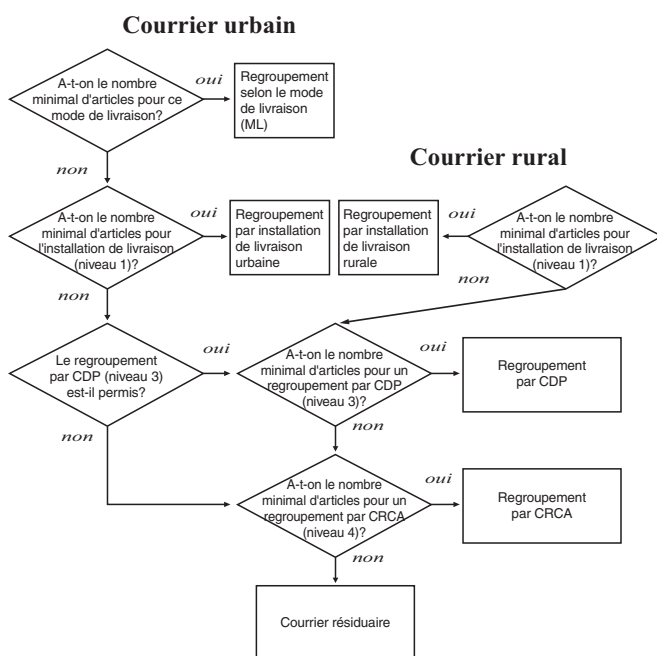 Courrier urbain
A-t-on le nombre
minimal d'articles pour ce
mode de livraison?
oui
Regroupement
selon le mode
de livraison
(ML)
non
Courrier rural
A-t-on le nombre
minimal d'articles pour
l'installation de livraison
(niveau 1)?
oui
Regroupement
par installation
de livraison
urbaine
Regroupement
par installation
de livraison
rurale
oui
A-t-on le nombre
minimal d'articles pour
l'installation de livraison
(niveau 1)?
non
non
Le regroupement
par CDP (niveau 3)
est-il permis?
oui
A-t-on le nombre
minimal d'articles pour un
regroupement par CDP
(niveau 3)?
oui
Regroupement
par CDP
non
non
A-t-on le nombre
minimal d'articles pour un
regroupement par CRCA
(niveau 4)?
oui
Regroupement
par CRCA
non
Courrier résiduaire